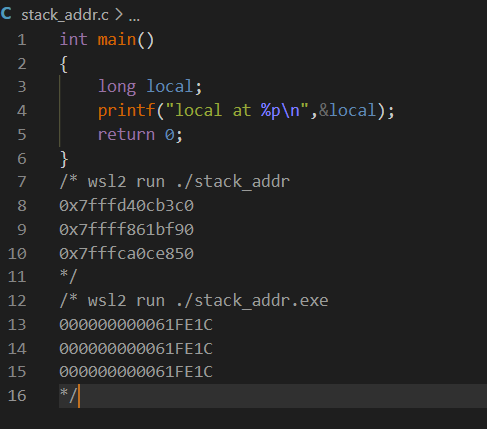 C stack_addr.c > ...
1 int main()
2 {
3     long local;
4     printf("local at %p\n",&local);
5     return 0;
6 }
7 /* wsl2 run ./stack_addr
8 0x7fffd40cb3c0
9 0x7ffff861bf90
10 0x7fffca0ce850
11 */
12 /* wsl2 run ./stack_addr.exe
13 000000000061FE1C
14 000000000061FE1C
15 000000000061FE1C
16 */